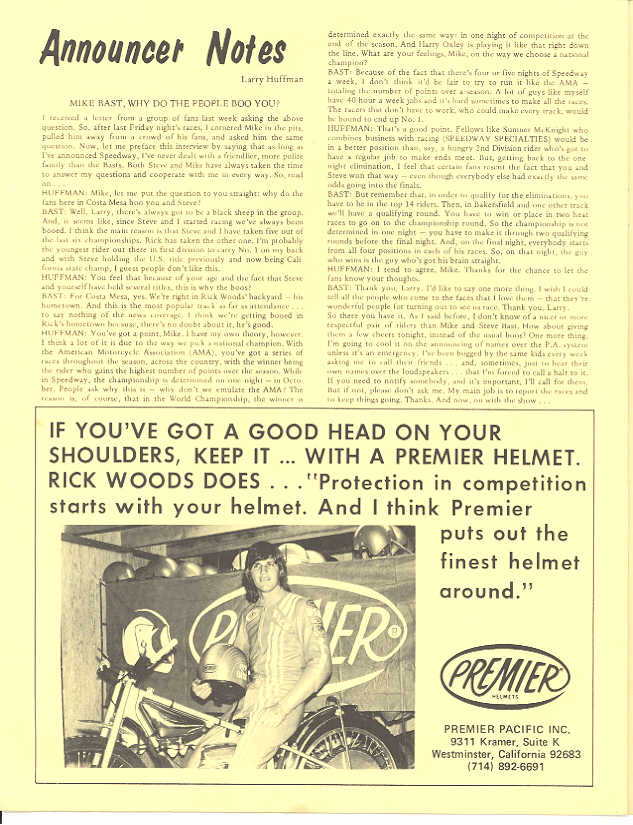 Announcer Notes
Larry Huffman
MIKE BAST, WHY DO THE PEOPLE BOO YOU?
I received a letter from a group of fans last week asking the above
question. So, after last Friday night's races, I cornered Mike in the pits,
pulled him away from a crowd of his fans, and asked him the same
question. Now, let me preface this interview by saying that as long as
I've announced Speedway, I've never dealt with a friendlier, more polite
family than the Basts. Both Steve and Mike have always taken the time
to answer my questions and cooperate with me in every way. So, read
on . . .
HUFFMAN: Mike, let me put the question to you straight: why do the
fans here in Costa Mesa boo you and Steve?
BAST: Well, Larry, there's always got to be a black sheep in the group.
And, it seems like, since Steve and I started racing we've always been
booed. I think the main reason is that Steve and I have taken five out of
the last six championships. Rick has taken the other one. I'm probably
the youngest rider out there in first division to carry No. 1 on my back
and with Steve holding the U.S. title previously and now being Cali-
fornia state champ, I guess people don't like this.
HUFFMAN: You feel that because of your age and the fact that Steve
and yourself have held several titles, this is why the boos?
BAST: For Costa Mesa, yes. We're right in Rick Woods' backyard — his
hometown. And this is the most popular track as far as attendance . . .
to say nothing of the news coverage. I think we're getting booed in
Rick's hometown because, there's no doubt about it, he's good.
HUFFMAN: You've got a point, Mike. I have my own theory, however.
I think a lot of it is due to the way we pick a national champion. With
the American Motorcycle Association (AMA), you've got a series of
races throughout the season, across the country, with the winner being
the rider who gains the highest number of points over the season. While
in Speedway, the championship is determined on one night — in Octo-
ber. People ask why this is — why don't we emulate the AMA? The
reason is, of course, that in the World Championship, the winner is
determined exactly the same way: in one night of competition at the
end of the season. And Harry Oxley is playing it like that right down
the line. What are your feelings, Mike, on the way we choose a national
champion?
BAST: Because of the fact that there's four or five nights of Speedway
a week, I don't think it'd be fair to try to run it like the AMA —
totaling the number of points over a season. A lot of guys like myself
have 40 hour a week jobs and it's hard sometimes to make all the races.
The racers that don't have to work, who could make every track, would
be bound to end up No. 1.
HUFFMAN: That's a good point. Fellows like Sumner McKnight who
combines business with racing (SPEEDWAY SPECIALTIES) would be
in a better position than, say, a hungry 2nd Division rider who's got to
have a regular job to make ends meet. But, getting back to the one-
night elimination, I feel that certain fans resent the fact that you and
Steve won that way — even though everybody else had exactly the same
odds going into the finals.
BAST: But remember that, in order to qualify for the eliminations, you
have to be in the top 14 riders. Then, in Bakersfield and one other track
we'll have a qualifying round. You have to win or place in two heat
races to go on to the championship round. So the championship is not
determined in one night — you have to make it through two qualifying
rounds before the final night. And, on the final night, everybody starts
from all four positions in each of his races. So, on that night, the guy
who wins is the guy who's got his brain straight.
HUFFMAN: I tend to agree, Mike. Thanks for the chance to let the
fans know your thoughts.
BAST: Thank you, Larry. I'd like to say one more thing. I wish I could
tell all the people who come to the races that I love them — that they're
wonderful people for turning out to see us race. Thank you, Larry.
So there you have it. As I said before, I don't know of a nicer or more
respectful pair of riders than Mike and Steve Bast. How about giving
them a few cheers tonight, instead of the usual boos? One more thing.
I'm going to cool it on the announcing of names over the P.A. system
unless it's an emergency. I've been bugged by the same kids every week
asking me to call their friends . . . and, sometimes, just to hear their
own names over the loudspeakers . . . that I'm forced to call a halt to it.
If you need to notify somebody, and it's important, I'll call for them,
but if not, please don't ask me. My main job is to report the races and
to keep things going. Thanks. And now, on with the show . . .
IF YOU'VE GOT A GOOD HEAD ON YOUR
SHOULDERS, KEEP IT ... WITH A PREMIER HELMET.
RICK WOODS DOES . . . "Protection in competition
starts with your helmet. And I think Premier
puts out the
finest helmet
around."
PREMIER
PREMIER
HELMETS
PREMIER PACIFIC INC.
9311 Kramer, Suite K
Westminster, California 92683
(714) 892-6691